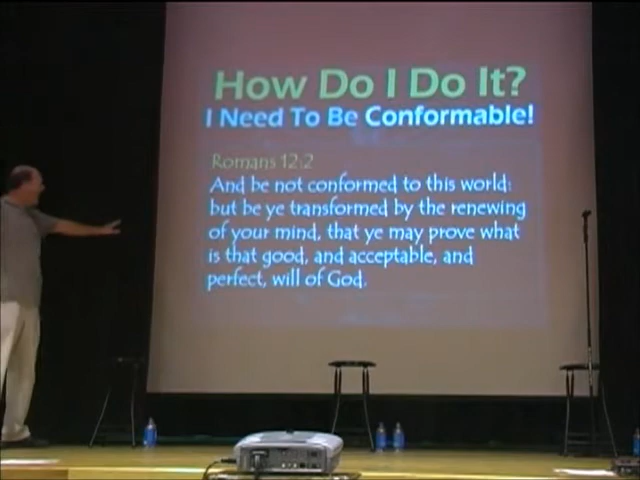 How Do I Do It?
I Need To Be Conformable!
Romans 12:2
And be not conformed to this world:
but be ye transformed by the renewing
of your mind, that ye may prove what
is that good, and acceptable, and
perfect, will of God.